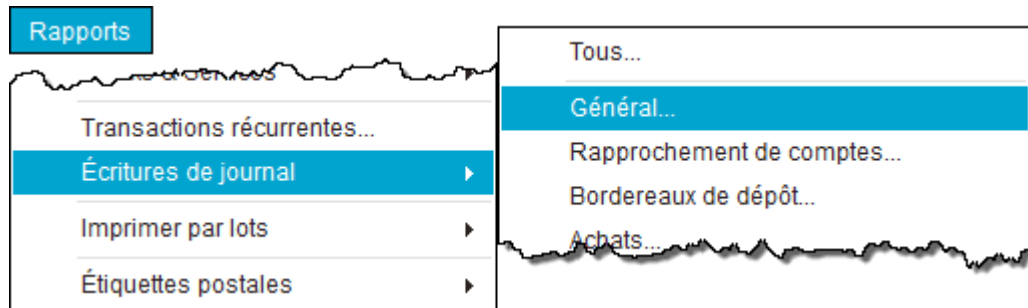 Rapports
Transactions récurrentes...
Écritures de journal
Imprimer par lots
Étiquettes postales
Tous...
Général...
Rapprochement de comptes...
Bordereaux de dépôt...
Achats...